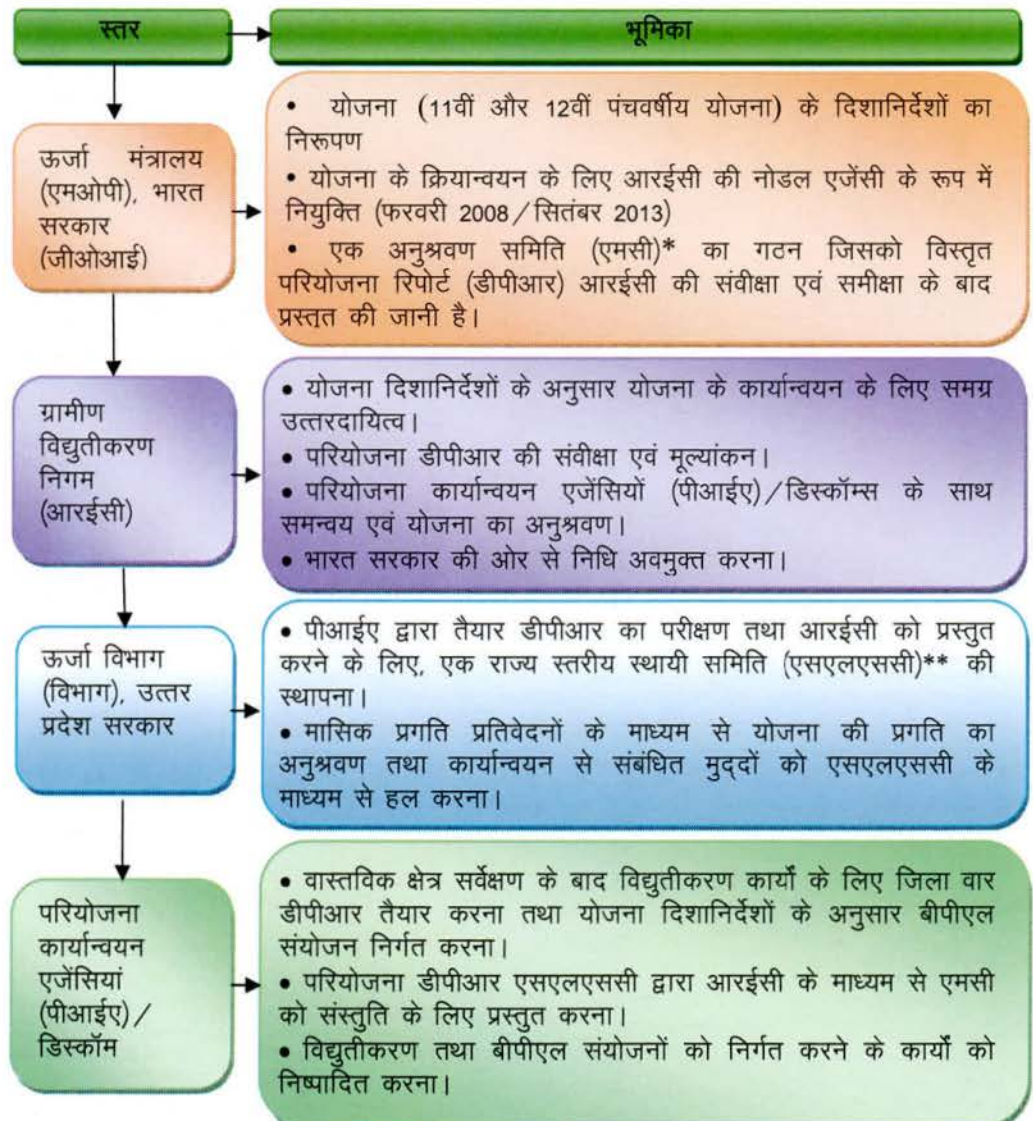 स्तर
भूमिका
ऊर्जा मंत्रालय
(एमओपी), भारत
सरकार
(जीओआई)
• योजना (11वीं और 12वीं पंचवर्षीय योजना) के दिशानिर्देशों का
निरूपण
• योजना के क्रियान्वयन के लिए आरईसी की नोडल एजेंसी के रूप में
नियुक्ति (फरवरी 2008/सितंबर 2013)
• एक अनुश्रवण समिति (एमसी)* का गठन जिसको विस्तृत
परियोजना रिपोर्ट (डीपीआर) आरईसी की संवीक्षा एवं समीक्षा के बाद
प्रस्तुत की जानी है।
ग्रामीण
विद्युतीकरण
निगम
(आरईसी)
• योजना दिशानिर्देशों के अनुसार योजना के कार्यान्वयन के लिए समग्र
उत्तरदायित्व।
• परियोजना डीपीआर की संवीक्षा एवं मूल्यांकन।
• परियोजना कार्यान्वयन एजेंसियों (पीआईए)/डिस्कॉम्स के साथ
समन्वय एवं योजना का अनुश्रवण।
• भारत सरकार की ओर से निधि अवमुक्त करना।
ऊर्जा विभाग
(विभाग), उत्तर
प्रदेश सरकार
• पीआईए द्वारा तैयार डीपीआर का परीक्षण तथा आरईसी को प्रस्तुत
करने के लिए, एक राज्य स्तरीय स्थायी समिति (एसएलएससी)** की
स्थापना।
• मासिक प्रगति प्रतिवेदनों के माध्यम से योजना की प्रगति का
अनुश्रवण तथा कार्यान्वयन से संबंधित मुद्दों को एसएलएससी के
माध्यम से हल करना।
परियोजना
कार्यान्वयन
एजेंसियां
(पीआईए)/
डिस्कॉम
• वास्तविक क्षेत्र सर्वेक्षण के बाद विद्युतीकरण कार्यों के लिए जिला वार
डीपीआर तैयार करना तथा योजना दिशानिर्देशों के अनुसार बीपीएल
संयोजन निर्गत करना।
• परियोजना डीपीआर एसएलएससी द्वारा आरईसी के माध्यम से एमसी
को संस्तुति के लिए प्रस्तुत करना।
• विद्युतीकरण तथा बीपीएल संयोजनों को निर्गत करने के कार्यों को
निष्पादित करना।